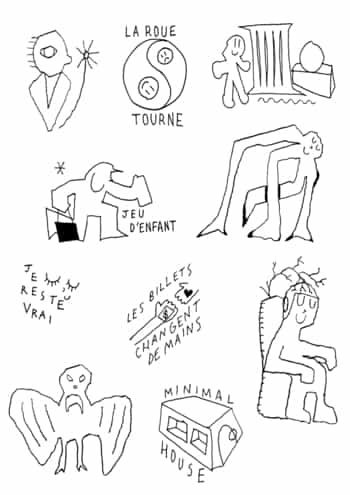 LA ROUE
TOURNE
JEU
D'ENFANT
JE
RESTE
VRAI
LES BILLETS
$
CHANGENT
DE MAINS
MINIMAL
HOUSE